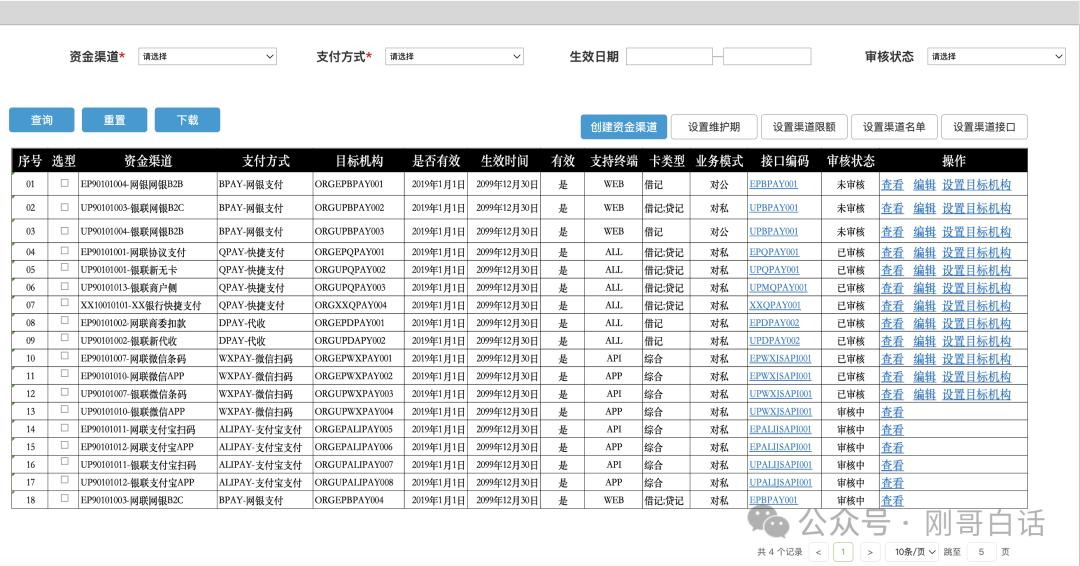 资金渠道* 请选择 支付方式* 请选择 生效日期 — 审核状态 请选择
查询 重置 下载 创建资金渠道 设置维护期 设置渠道限额 设置渠道名单 设置渠道接口
序号 选型 资金渠道 支付方式 目标机构 是否有效 生效时间 有效 支持终端 卡类型 业务模式 接口编码 审核状态 操作
01 EP90101004-网银网银B2B BPAY-网银支付 ORGEPBPAY001 2019年1月1日 2099年12月30日 是 WEB 借记 对公 EPBPAY001 未审核 查看 编辑 设置目标机构
02 UP90101003-银联网银B2C BPAY-网银支付 ORGUPBPAY002 2019年1月1日 2099年12月30日 是 WEB 借记;贷记 对私 UPBPAY001 未审核 查看 编辑 设置目标机构
03 UP90101004-银联网银B2B BPAY-网银支付 ORGUPBPAY003 2019年1月1日 2099年12月30日 是 WEB 借记 对公 UPBPAY001 未审核 查看 编辑 设置目标机构
04 EP90101001-网联协议支付 QPAY-快捷支付 ORGEPQPAY001 2019年1月1日 2099年12月30日 是 ALL 借记;贷记 对私 EPQPAY001 已审核 查看 编辑 设置目标机构
05 UP90101001-银联新无卡 QPAY-快捷支付 ORGUPQPAY002 2019年1月1日 2099年12月30日 是 ALL 借记;贷记 对私 UPQPAY001 已审核 查看 编辑 设置目标机构
06 UP90101013-银联商户侧 QPAY-快捷支付 ORGUPQPAY003 2019年1月1日 2099年12月30日 是 ALL 借记;贷记 对私 UPMQPAY001 已审核 查看 编辑 设置目标机构
07 XX10010101-XX银行快捷支付 QPAY-快捷支付 ORGXXQPAY004 2019年1月1日 2099年12月30日 是 ALL 借记;贷记 对私 XXQPAY001 已审核 查看 编辑 设置目标机构
08 EP90101002-网联商委扣款 DPAY-代收 ORGEPDPAY001 2019年1月1日 2099年12月30日 是 ALL 借记 对私 EPDPAY002 已审核 查看 编辑 设置目标机构
09 UP90101002-银联新代收 DPAY-代收 ORGUPDAPY002 2019年1月1日 2099年12月30日 是 ALL 借记 对私 UPDPAY002 已审核 查看 编辑 设置目标机构
10 EP90101007-网联微信条码 WXPAY-微信扫码 ORGEPWXPAY001 2019年1月1日 2099年12月30日 是 API 综合 对私 EPWXJSAPI001 已审核 查看 编辑 设置目标机构
11 EP90101010-网联微信APP WXPAY-微信扫码 ORGEPWXPAY002 2019年1月1日 2099年12月30日 是 APP 综合 对私 EPWXJSAPI001 已审核 查看 编辑 设置目标机构
12 UP90101007-银联微信条码 WXPAY-微信扫码 ORGUPWXPAY003 2019年1月1日 2099年12月30日 是 API 综合 对私 UPWXJSAPI001 已审核 查看 编辑 设置目标机构
13 UP90101010-银联微信APP WXPAY-微信扫码 ORGUPWXPAY004 2019年1月1日 2099年12月30日 是 APP 综合 对私 UPWXJSAPI001 审核中 查看
14 EP90101011-网联支付宝扫码 ALIPAY-支付宝支付 ORGEPALIPAY005 2019年1月1日 2099年12月30日 是 API 综合 对私 EPALIJSAPI001 审核中 查看
15 EP90101012-网联支付宝APP ALIPAY-支付宝支付 ORGEPALIPAY006 2019年1月1日 2099年12月30日 是 APP 综合 对私 EPALIJSAPI001 审核中 查看
16 UP90101011-银联支付宝扫码 ALIPAY-支付宝支付 ORGUPALIPAY007 2019年1月1日 2099年12月30日 是 API 综合 对私 UPALIJSAPI001 审核中 查看
17 UP90101012-银联支付宝APP ALIPAY-支付宝支付 ORGUPALIPAY008 2019年1月1日 2099年12月30日 是 APP 综合 对私 UPALIJSAPI001 审核中 查看
18 EP90101003-网联网银B2C BPAY-网银支付 ORGEPBPAY004 2019年1月1日 2099年12月30日 是 WEB 借记;贷记 对私 EPBPAY001 审核中 查看
公众号 · 刚哥白话
共 4 个记录 < 1 > 10条/页 跳至 5 页